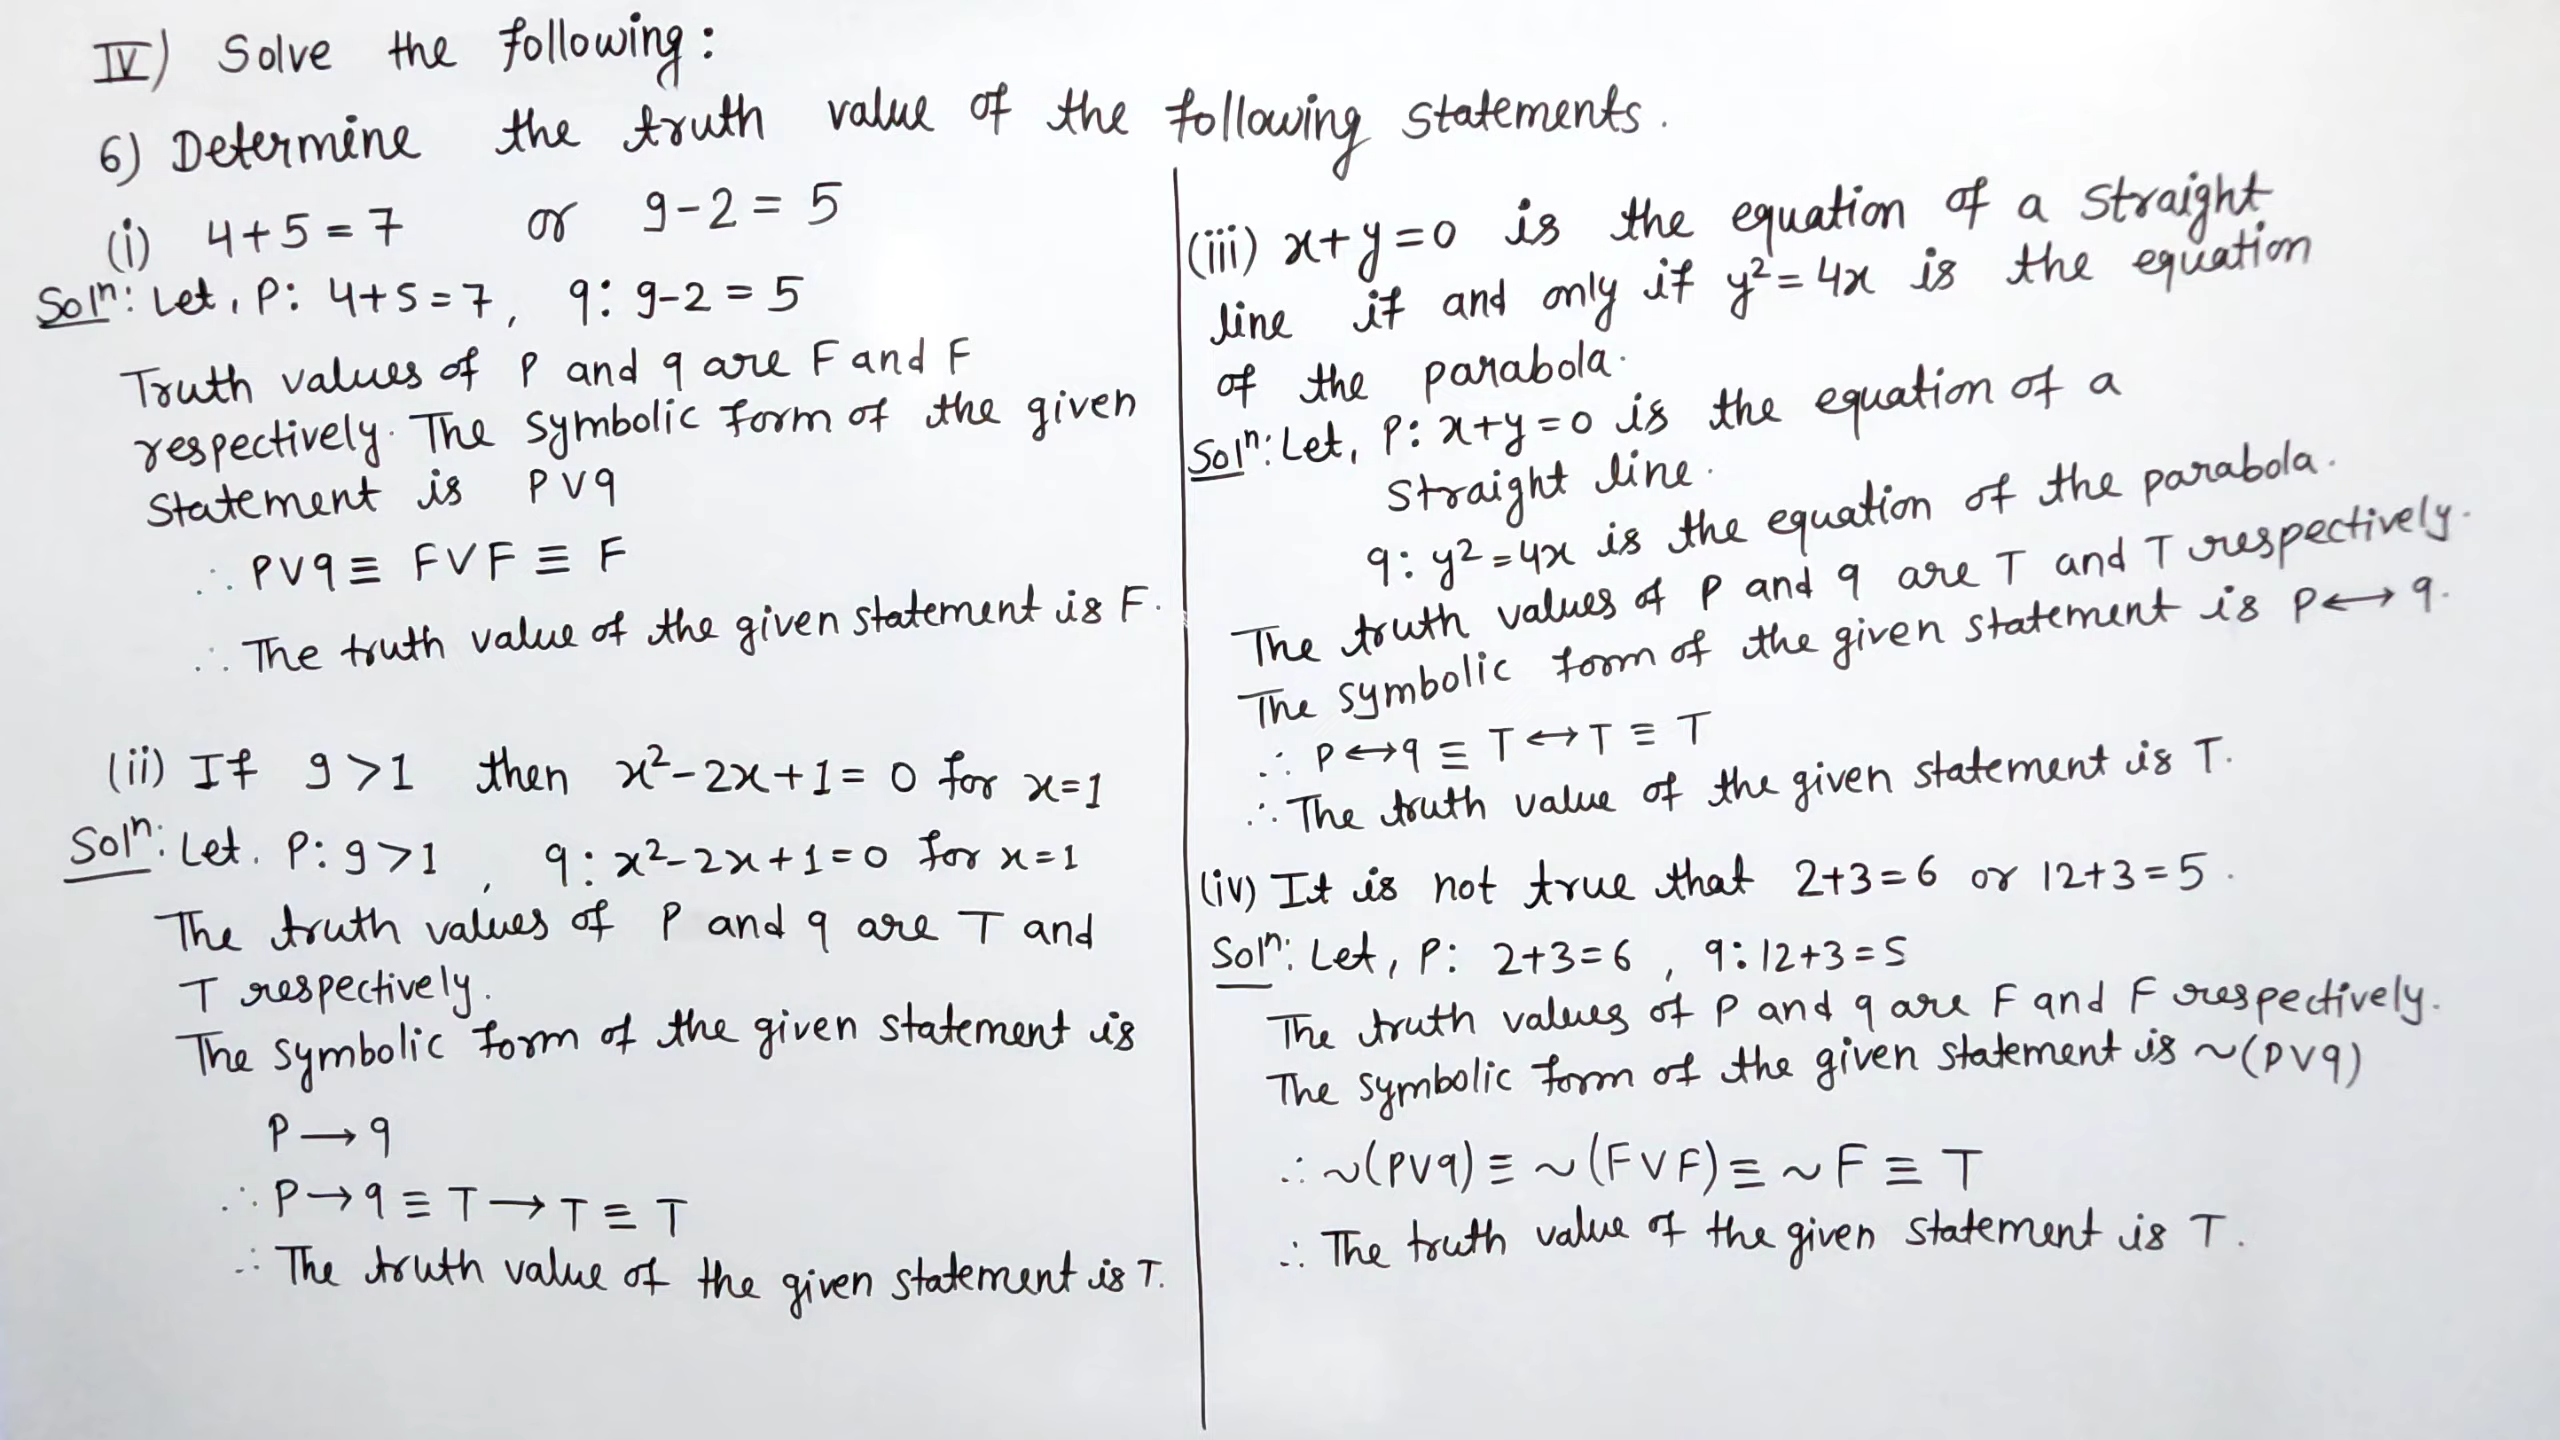 IV) Solve the following:
6) Determine the truth value of the following statements.
(i) 4+5=7 or 9-2=5
Solⁿ: Let, P: 4+5=7, q: 9-2=5
Truth values of P and q are F and F
respectively. The symbolic form of the given
statement is P∨q
∴ P∨q ≡ F∨F ≡ F
∴ The truth value of the given statement is F.
(ii) If 9>1 then x²-2x+1=0 for x=1
Solⁿ: Let, P: 9>1, q: x²-2x+1=0 for x=1
The truth values of P and q are T and
T respectively.
The symbolic form of the given statement is
P→q
∴ P→q ≡ T→T ≡ T
∴ The truth value of the given statement is T.
(iii) x+y=0 is the equation of a straight
line if and only if y²=4x is the equation
of the parabola.
Solⁿ: Let, P: x+y=0 is the equation of a
straight line.
q: y²=4x is the equation of the parabola.
The truth values of P and q are T and T respectively.
The symbolic form of the given statement is P↔q.
∴ P↔q ≡ T↔T ≡ T
∴ The truth value of the given statement is T.
(iv) It is not true that 2+3=6 or 12+3=5.
Solⁿ: Let, P: 2+3=6, q: 12+3=5
The truth values of P and q are F and F respectively.
The symbolic form of the given statement is ~(P∨q)
∴ ~(P∨q) ≡ ~(F∨F) ≡ ~F ≡ T
∴ The truth value of the given statement is T.